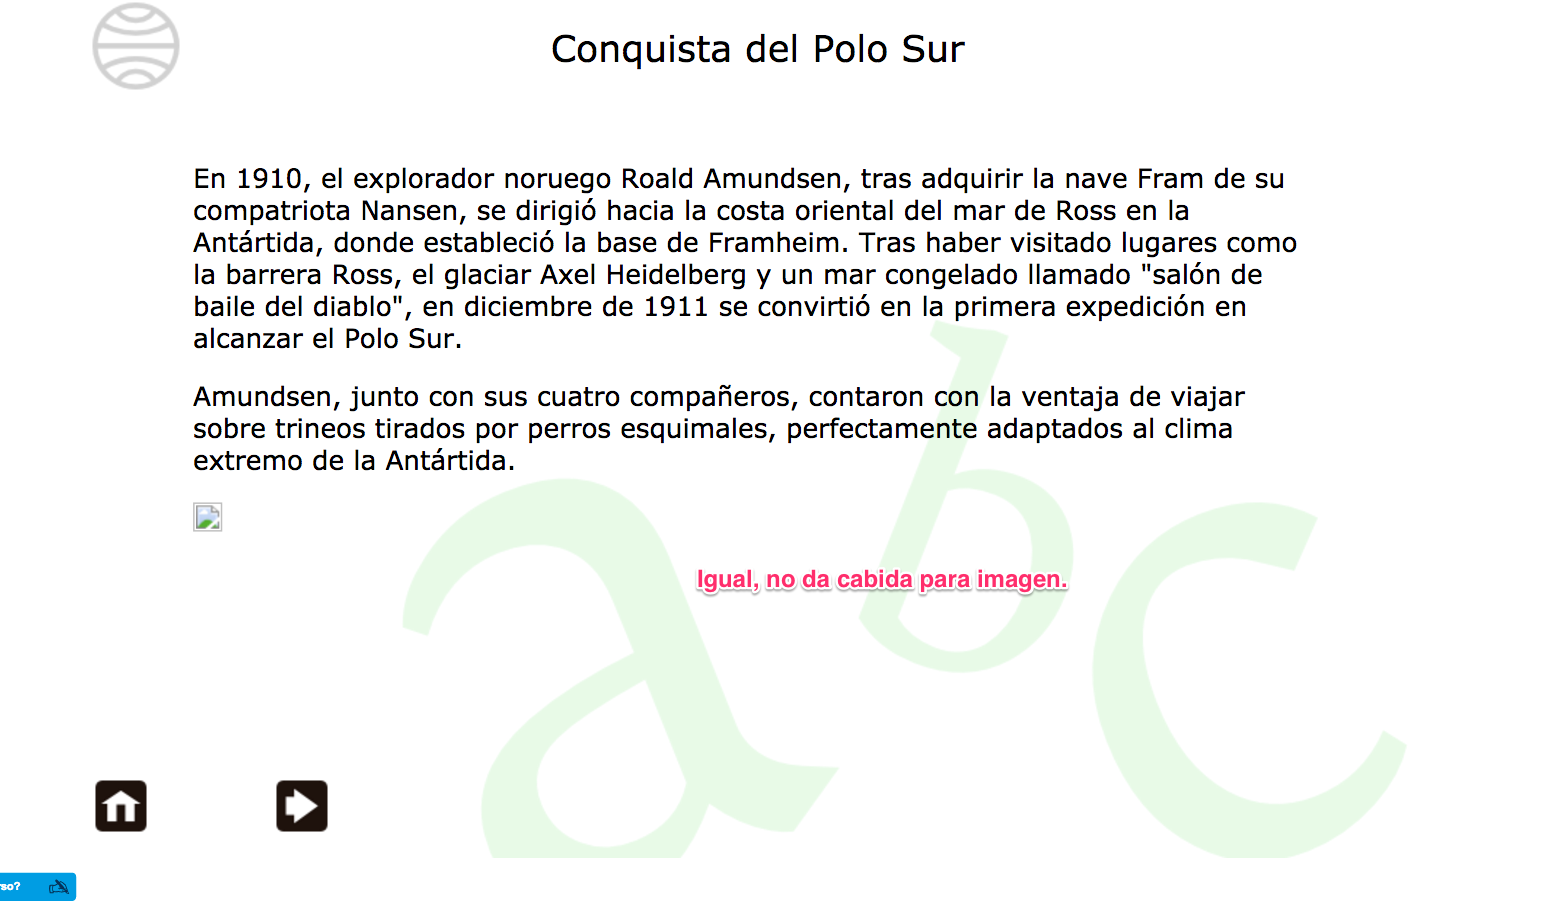 Conquista del Polo Sur
En 1910, el explorador noruego Roald Amundsen, tras adquirir la nave Fram de su
compatriota Nansen, se dirigió hacia la costa oriental del mar de Ross en la
Antártida, donde estableció la base de Framheim. Tras haber visitado lugares como
la barrera Ross, el glaciar Axel Heidelberg y un mar congelado llamado "salón de
baile del diablo", en diciembre de 1911 se convirtió en la primera expedición en
alcanzar el Polo Sur.
Amundsen, junto con sus cuatro compañeros, contaron con la ventaja de viajar
sobre trineos tirados por perros esquimales, perfectamente adaptados al clima
extremo de la Antártida.
Igual, no da cabida para imagen.
a b c
rso?